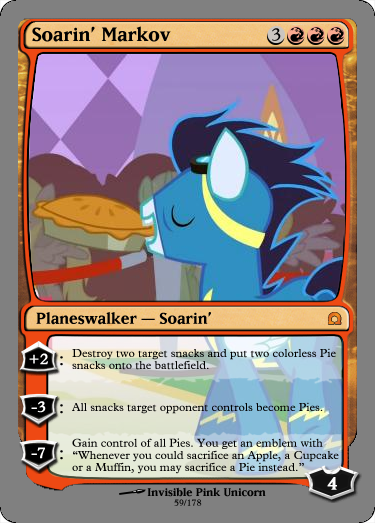 Soarin' Markov 3
Planeswalker — Soarin'
+2: Destroy two target snacks and put two colorless Pie
snacks onto the battlefield.
-3: All snacks target opponent controls become Pies.
-7: Gain control of all Pies. You get an emblem with
“Whenever you could sacrifice an Apple, a Cupcake
or a Muffin, you may sacrifice a Pie instead.”
4
Invisible Pink Unicorn
59/178